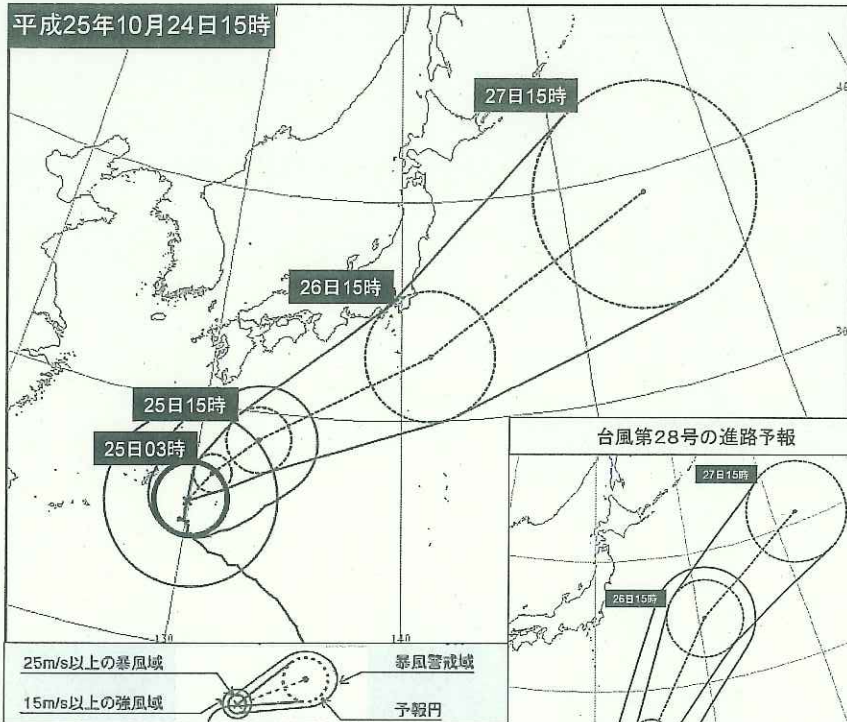 平成25年10月24日15時
27日15時
40
26日15時
30
25日15時
25日03時
130
140
台風第28号の進路予報
27日15時
26日15時
25m/s以上の暴風域
暴風警戒域
15m/s以上の強風域
予報円